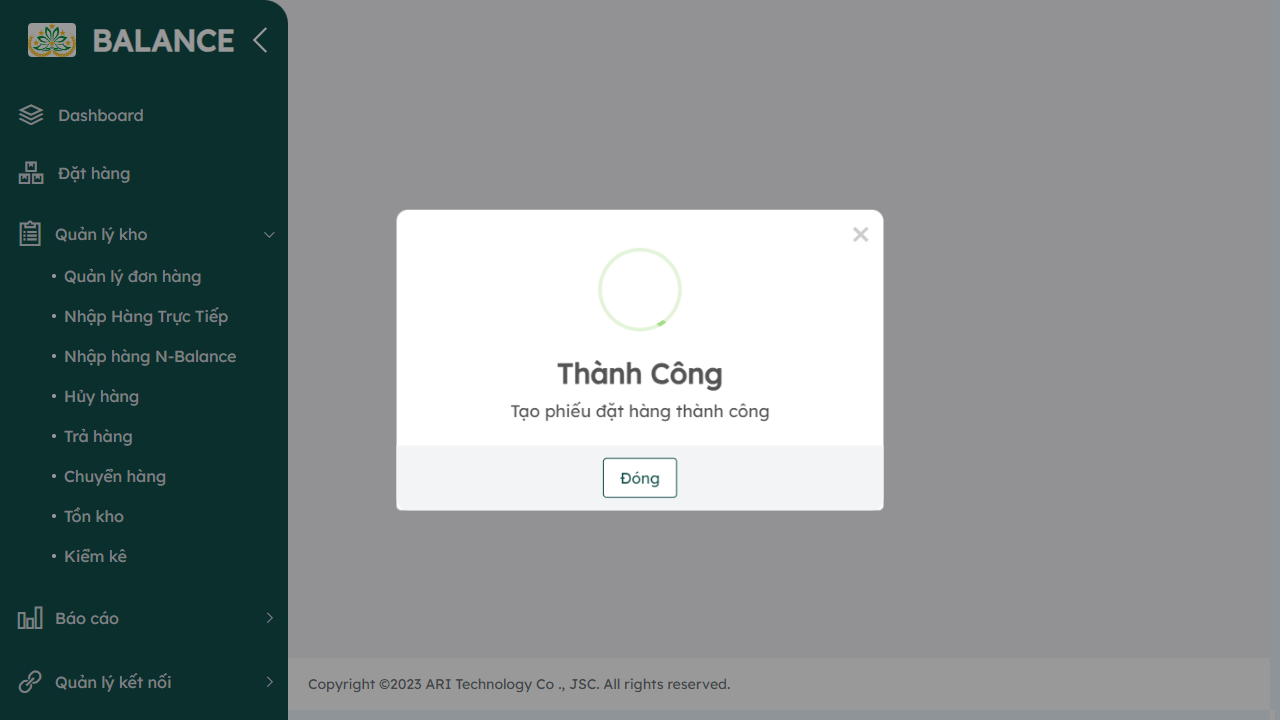 BALANCE
Dashboard
Đặt hàng
Quản lý kho
Quản lý đơn hàng
Nhập Hàng Trực Tiếp
Nhập hàng N-Balance
Hủy hàng
Trả hàng
Chuyển hàng
Tồn kho
Kiểm kê
Báo cáo
Quản lý kết nối
×
Thành Công
Tạo phiếu đặt hàng thành công
Đóng
Copyright ©2023 ARI Technology Co ., JSC. All rights reserved.